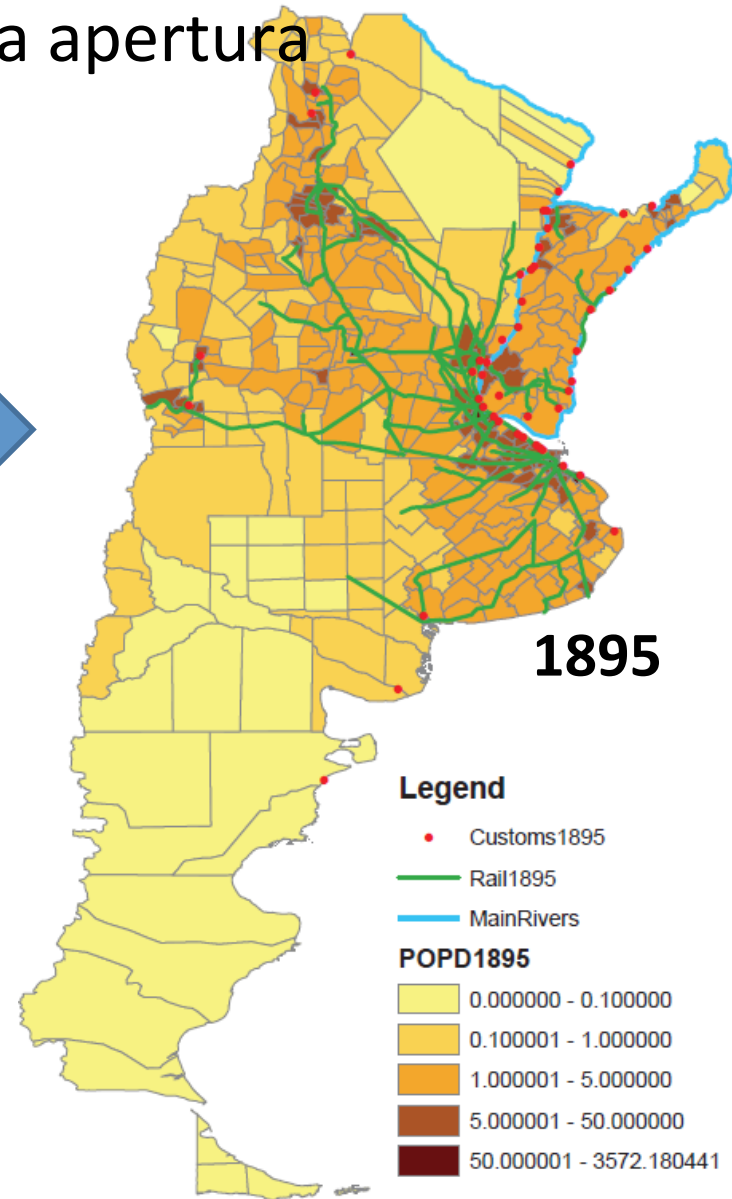 a apertura
1895
Legend
Customs1895
Rail1895
MainRivers
POPD1895
0.000000 - 0.100000
0.100001 - 1.000000
1.000001 - 5.000000
5.000001 - 50.000000
50.000001 - 3572.180441